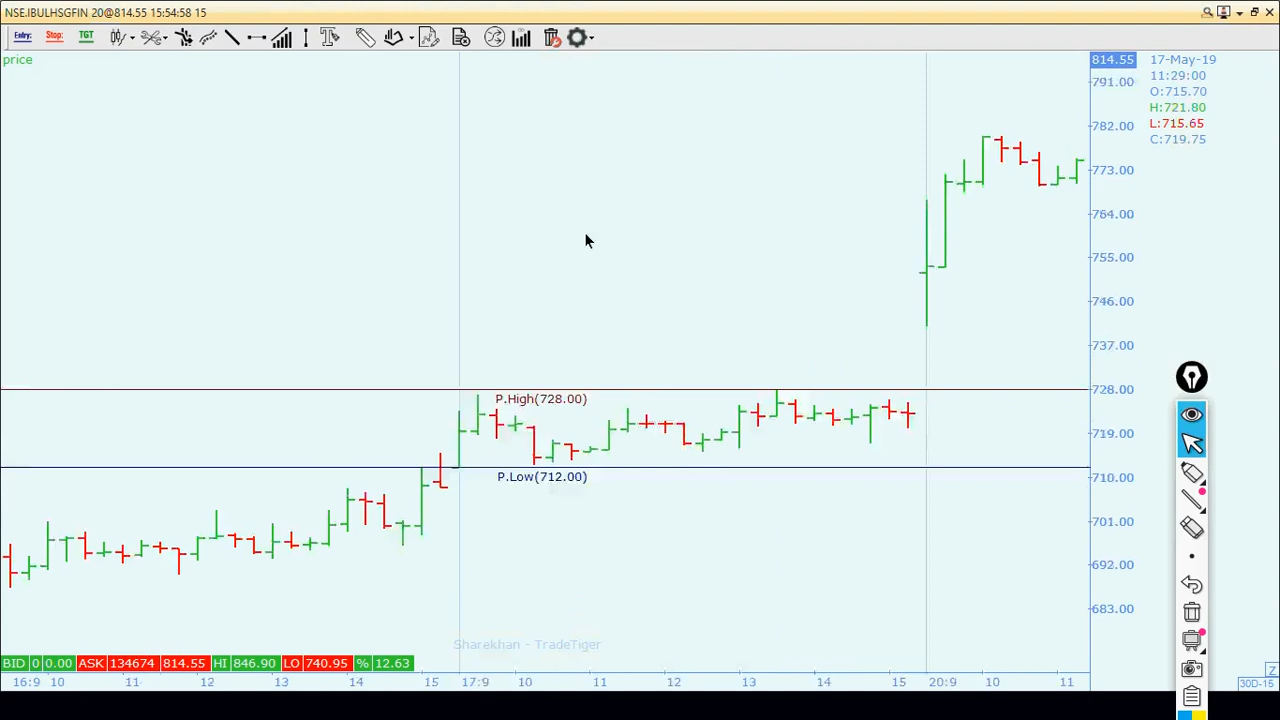 NSE.IBULHSGFIN 20@814.55 15:54:58 15
Entry: Stop: TGT
price
814.55
791.00
782.00
773.00
764.00
755.00
746.00
737.00
728.00
719.00
710.00
701.00
692.00
683.00
17-May-19
11:29:00
O:715.70
H:721.80
L:715.65
C:719.75
P.High(728.00)
P.Low(712.00)
Sharekhan - TradeTiger
BID 0 0.00 ASK 134674 814.55 HI 846.90 LO 740.95 % 12.63
16:9 10 11 12 13 14 15 17:9 10 11 12 13 14 15 20:9 10 11
Z
30D-15